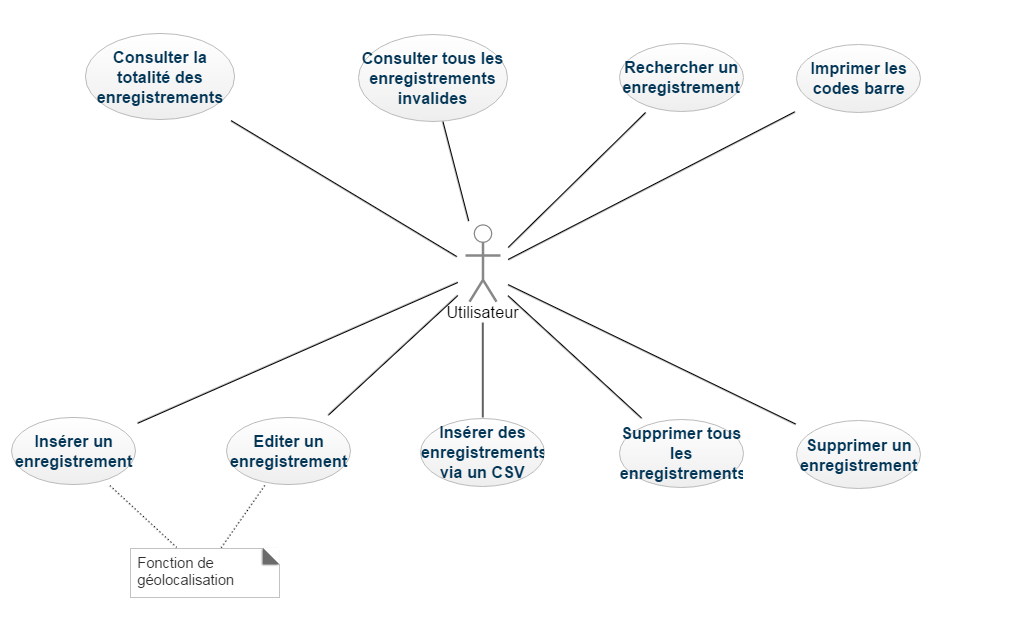 Consulter la
totalité des
enregistrements
Consulter tous les
enregistrements
invalides
Rechercher un
enregistrement
Imprimer les
codes barre
Utilisateur
Insérer un
enregistrement
Editer un
enregistrement
Insérer des
enregistrements
via un CSV
Supprimer tous
les
enregistrements
Supprimer un
enregistrement
Fonction de
géolocalisation